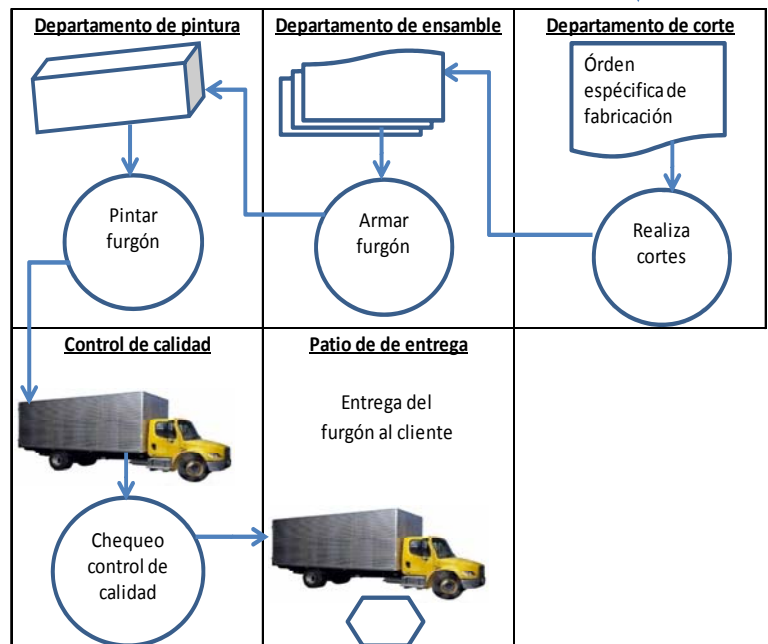 Departamento de pintura
Departamento de ensamble
Departamento de corte
Órden
espécifica de
fabricación
Pintar
furgón
Armar
furgón
Realiza
cortes
Control de calidad
Patio de de entrega
Entrega del
furgón al cliente
Chequeo
control de
calidad